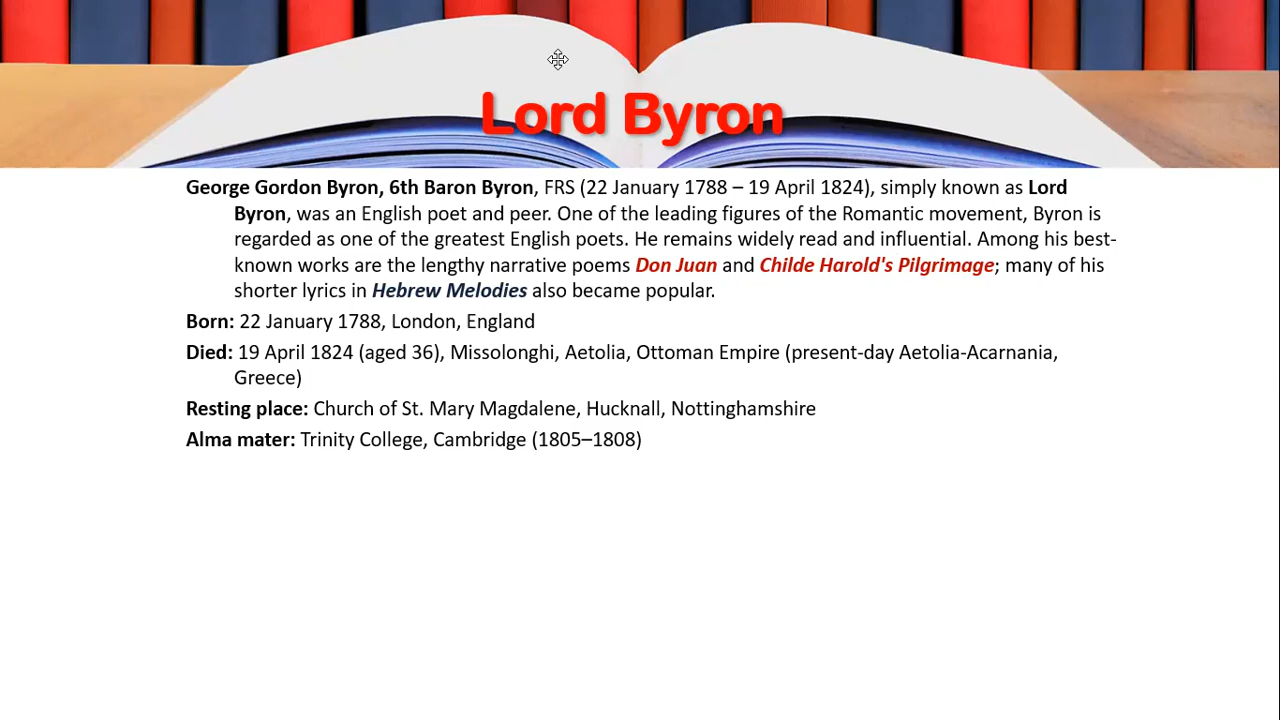 Lord Byron
George Gordon Byron, 6th Baron Byron, FRS (22 January 1788 – 19 April 1824), simply known as Lord
Byron, was an English poet and peer. One of the leading figures of the Romantic movement, Byron is
regarded as one of the greatest English poets. He remains widely read and influential. Among his best-
known works are the lengthy narrative poems Don Juan and Childe Harold's Pilgrimage; many of his
shorter lyrics in Hebrew Melodies also became popular.
Born: 22 January 1788, London, England
Died: 19 April 1824 (aged 36), Missolonghi, Aetolia, Ottoman Empire (present-day Aetolia-Acarnania,
Greece)
Resting place: Church of St. Mary Magdalene, Hucknall, Nottinghamshire
Alma mater: Trinity College, Cambridge (1805–1808)